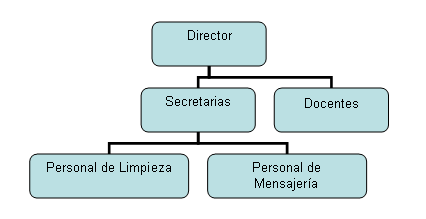 Director
Secretarias
Docentes
Personal de Limpieza
Personal de
Mensajería